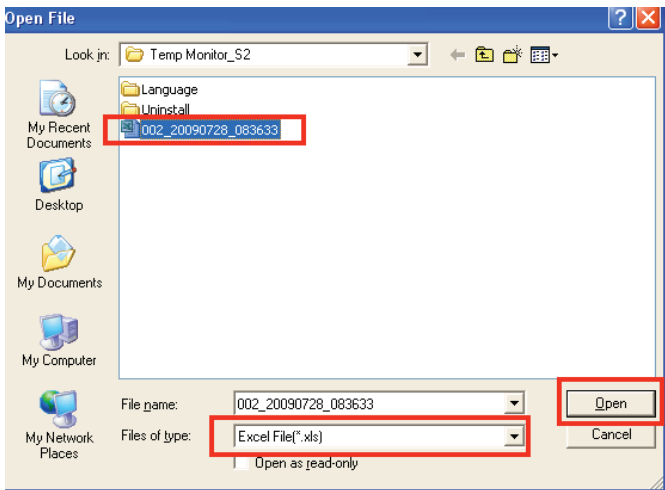 Open File
Look in: Temp Monitor_S2
Language
Uninstall
002_20090728_083633
My Recent
Documents
Desktop
My Documents
My Computer
My Network
Places
File name: 002_20090728_083633 Open
Files of type: Excel File(*.xls) Cancel
Open as read-only